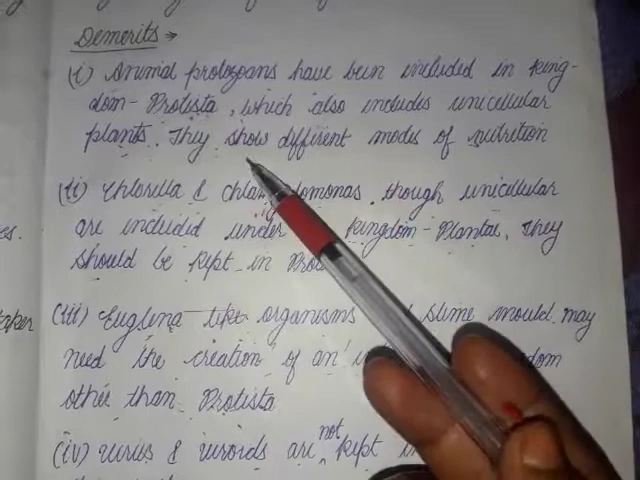 Demerits →
(i) Animal protozoans have been included in King-
dom-Protista, which also includes unicellular
plants. They show different modes of nutrition
(ii) Chlorella & chlamydomonas, though unicellular
es. are included under kingdom-Plantae. They
should be kept in
taper (iii) Euglena like organisms slime mould may
need the creation of an
other than Protista
(iv) virus & viroids are not kept